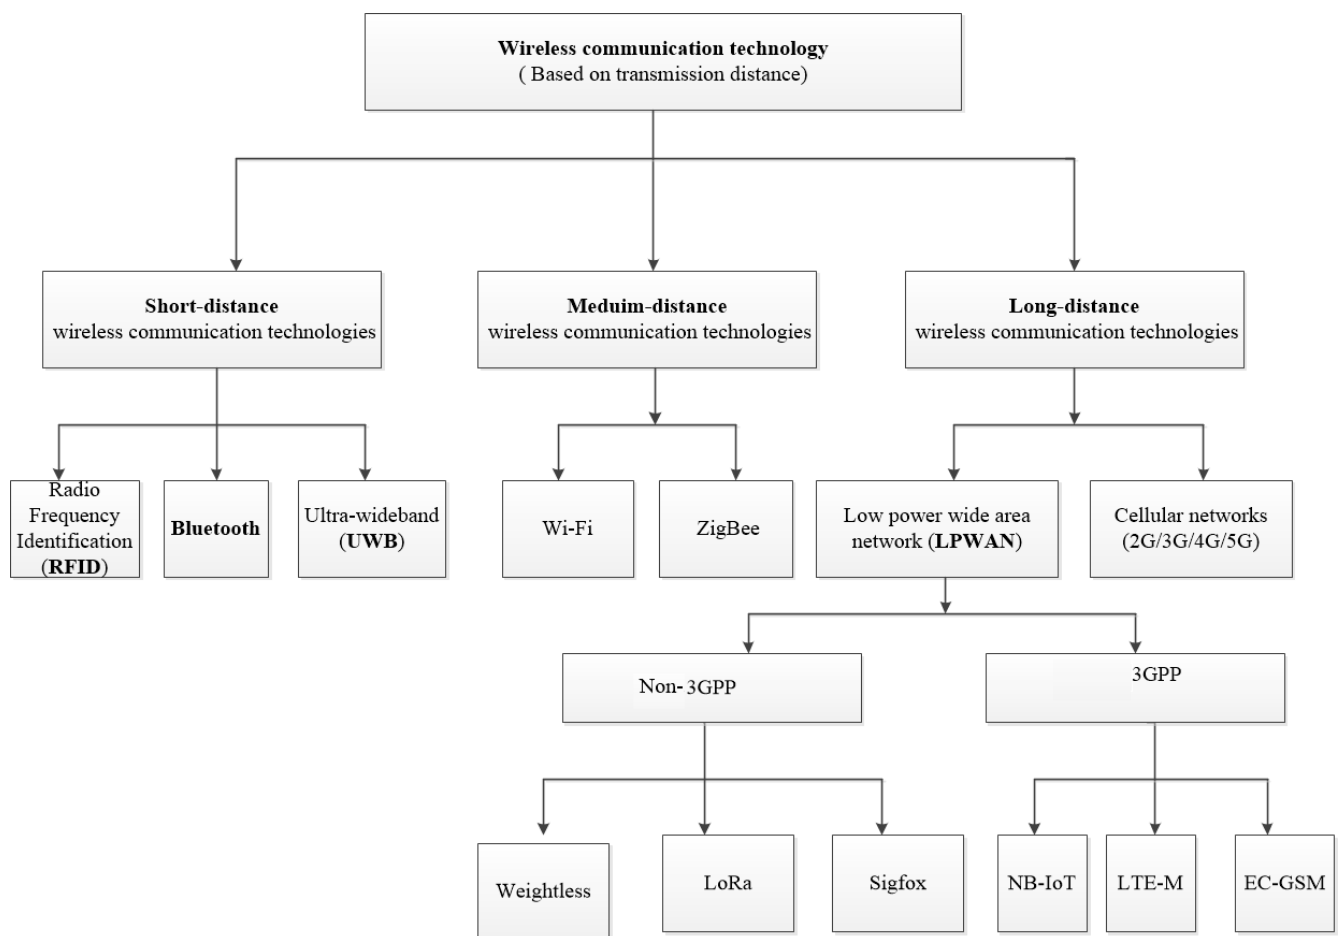 Wireless communication technology
( Based on transmission distance)
Short-distance
wireless communication technologies
Meduim-distance
wireless communication technologies
Long-distance
wireless communication technologies
Radio
Frequency
Identification
(RFID)
Bluetooth
Ultra-wideband
(UWB)
Wi-Fi
ZigBee
Low power wide area
network (LPWAN)
Cellular networks
(2G/3G/4G/5G)
Non-3GPP
3GPP
Weightless
LoRa
Sigfox
NB-IoT
LTE-M
EC-GSM